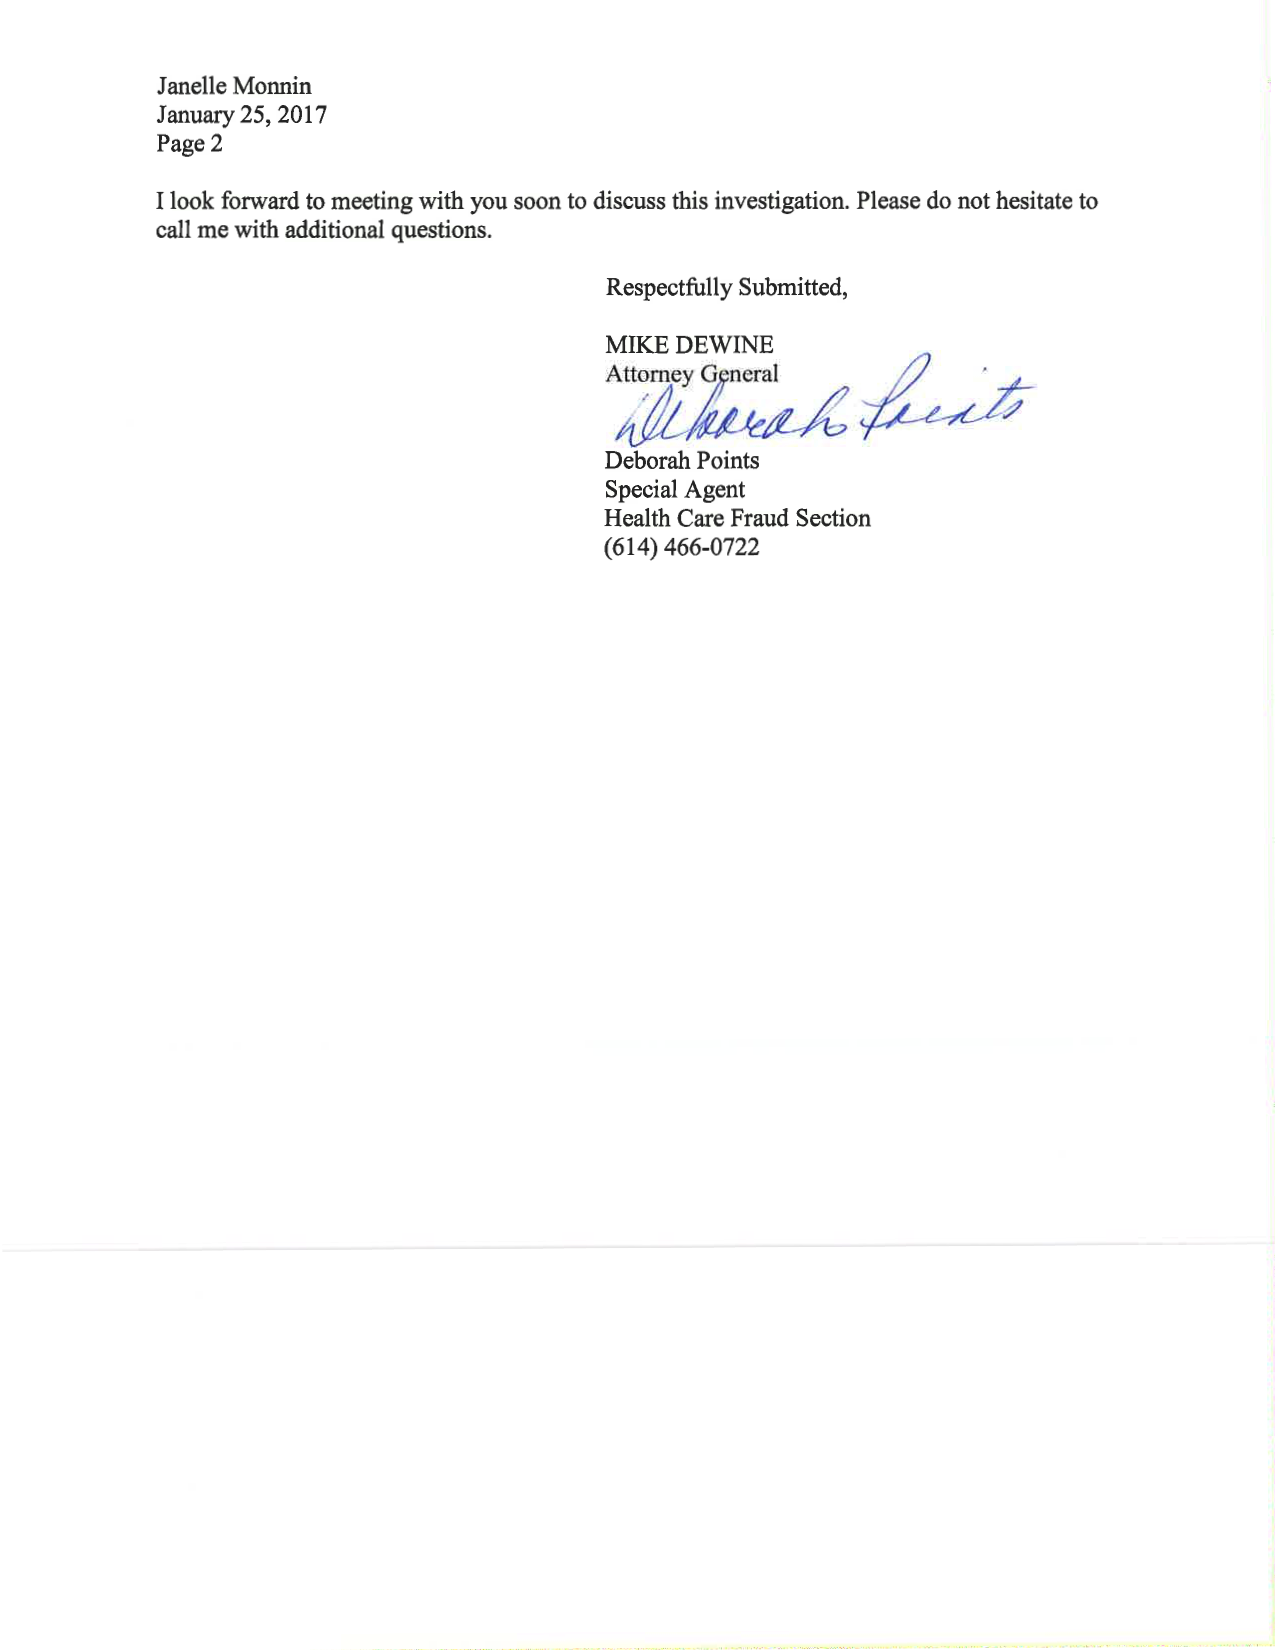 Janelle Monnin
January 25, 2017
Page 2
I look forward to meeting with you soon to discuss this investigation. Please do not hesitate to
call me with additional questions.
Respectfully Submitted,
MIKE DEWINE
Attorney General
Deborah Points
Deborah Points
Special Agent
Health Care Fraud Section
(614) 466-0722